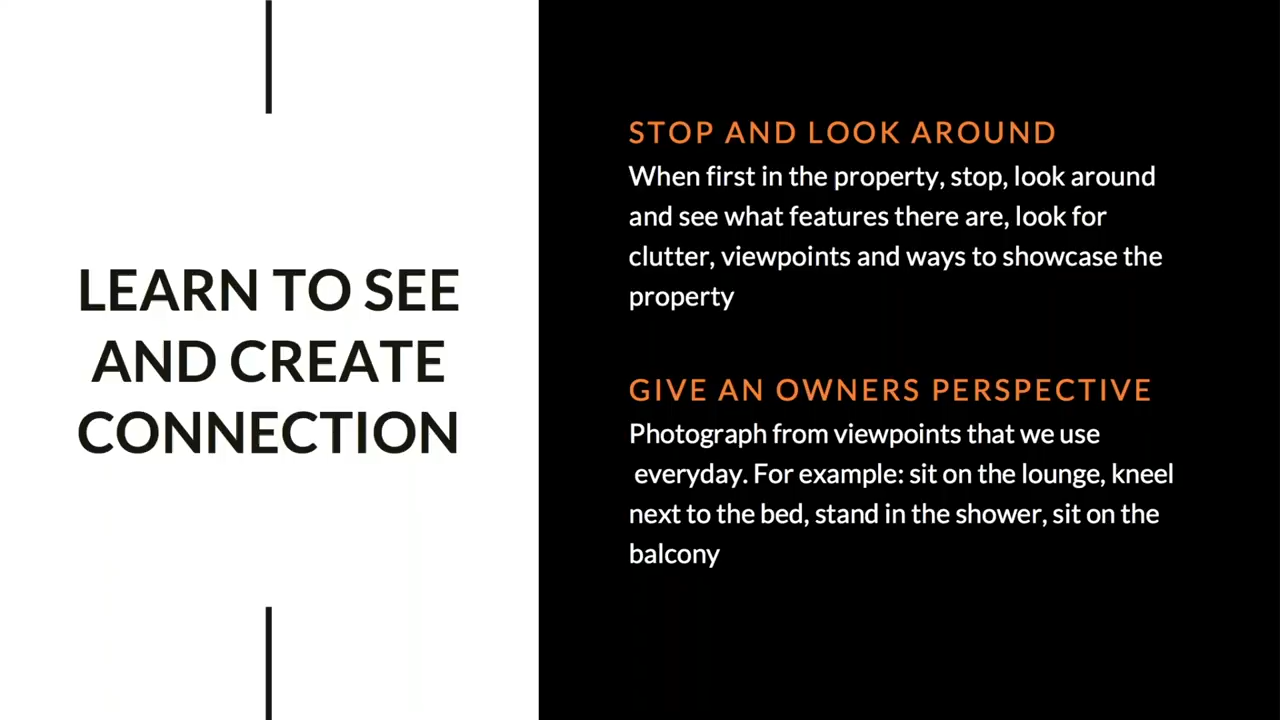 LEARN TO SEE
AND CREATE
CONNECTION
STOP AND LOOK AROUND
When first in the property, stop, look around
and see what features there are, look for
clutter, viewpoints and ways to showcase the
property
GIVE AN OWNERS PERSPECTIVE
Photograph from viewpoints that we use
everyday. For example: sit on the lounge, kneel
next to the bed, stand in the shower, sit on the
balcony